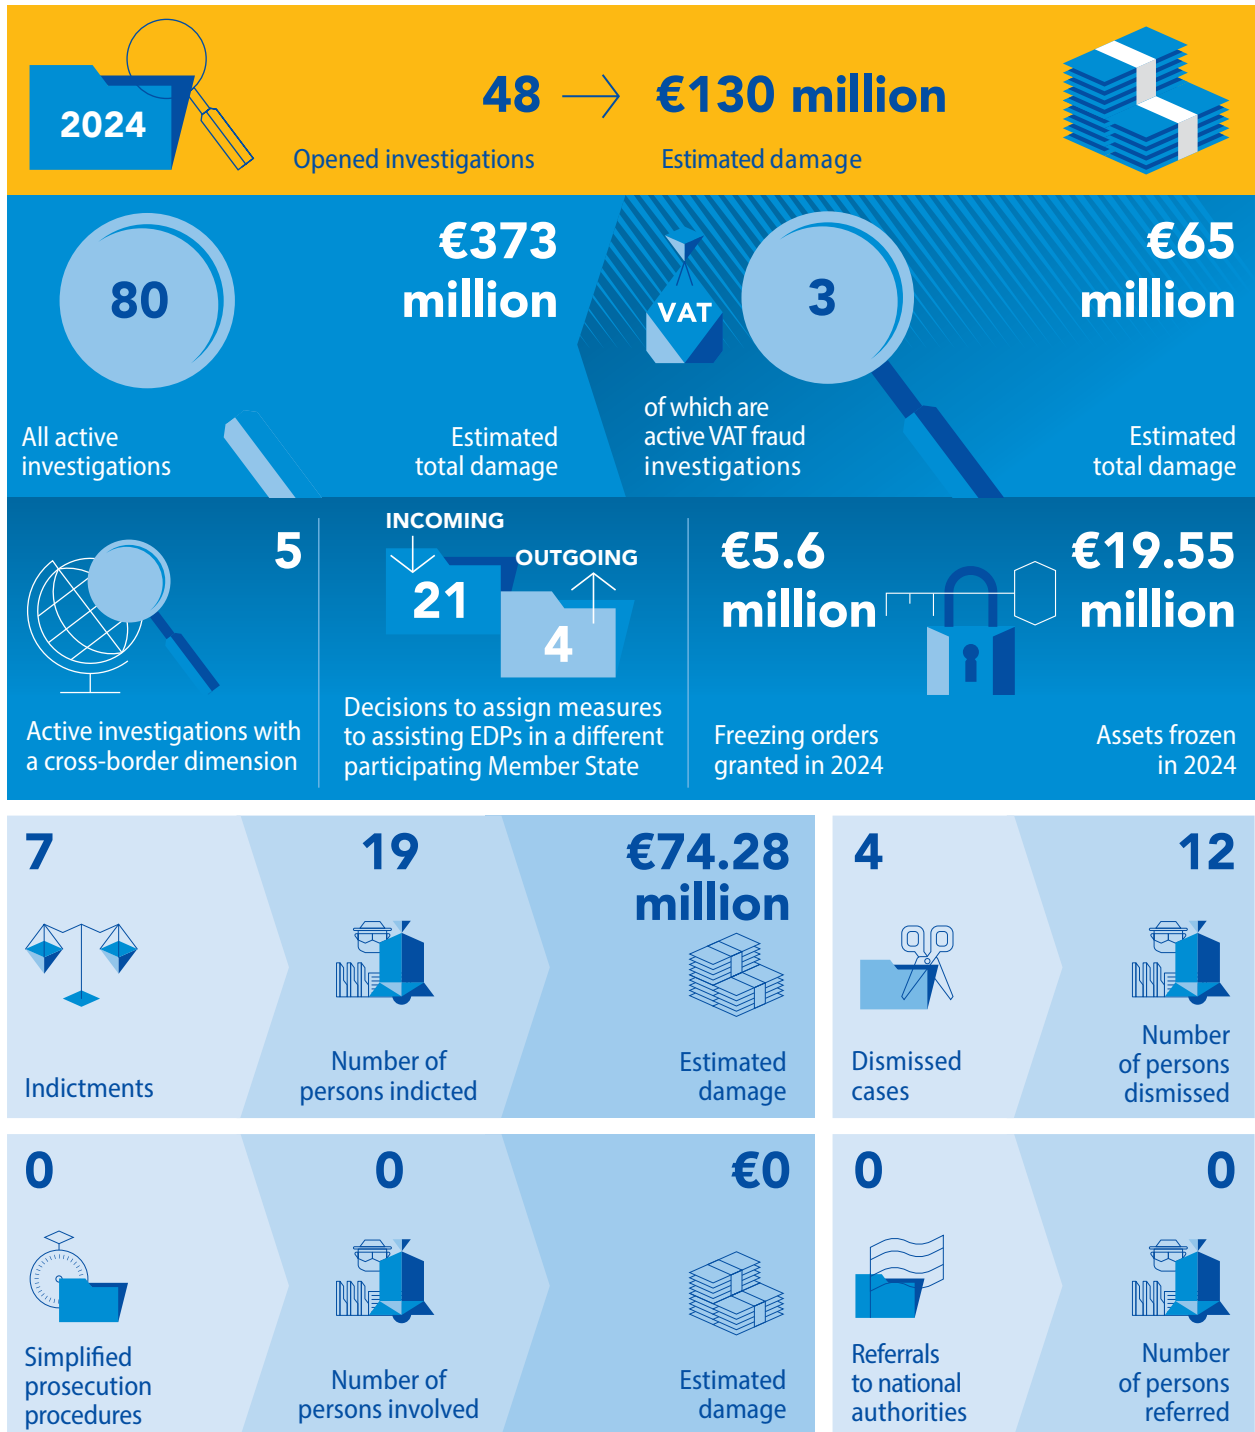 2024
48
€130 million
Opened investigations
Estimated damage
80
€373
million
All active
investigations
Estimated
total damage
VAT
3
€65
million
of which are
active VAT fraud
investigations
Estimated
total damage
5
Active investigations with
a cross-border dimension
INCOMING
21
OUTGOING
4
Decisions to assign measures
to assisting EDPs in a different
participating Member State
€5.6
million
Freezing orders
granted in 2024
€19.55
million
Assets frozen
in 2024
7
Indictments
19
Number of
persons indicted
€74.28
million
Estimated
damage
4
Dismissed
cases
12
Number
of persons
dismissed
0
Simplified
prosecution
procedures
0
Number of
persons involved
€0
Estimated
damage
0
Referrals
to national
authorities
0
Number
of persons
referred